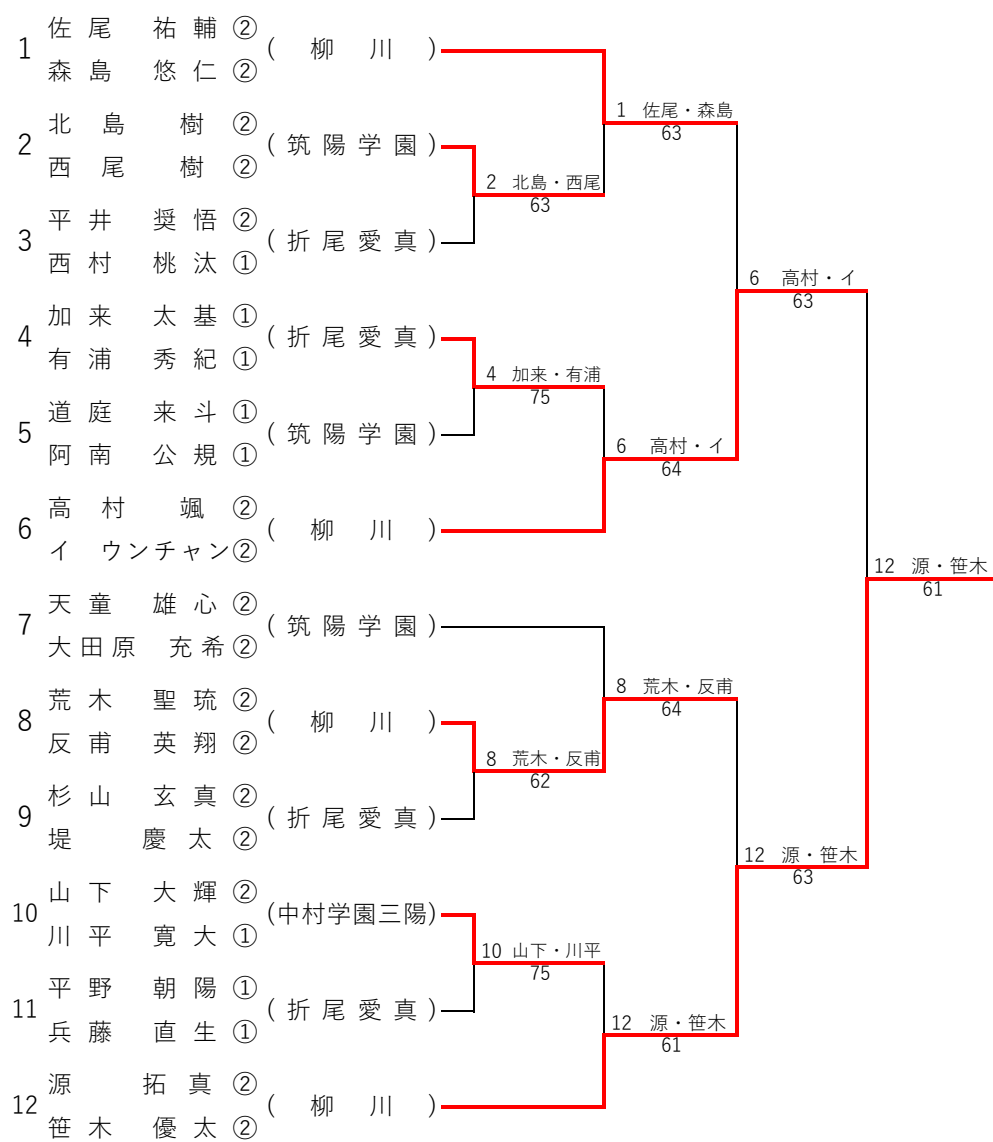 1
佐尾 祐輔 ②
森島 悠仁 ②
(柳川)
2
北島 樹 ②
西尾 樹 ②
(筑陽学園)
3
平井 奨悟 ②
西村 桃汰 ①
(折尾愛真)
4
加来 太基 ①
有浦 秀紀 ①
(折尾愛真)
5
道庭 来斗 ①
阿南 公規 ①
(筑陽学園)
6
高村 颯 ②
イ ウンチャン ②
(柳川)
7
天童 雄心 ②
大田原 充希 ②
(筑陽学園)
8
荒木 聖琉 ②
反甫 英翔 ②
(柳川)
9
杉山 玄真 ②
堤 慶太 ②
(折尾愛真)
10
山下 大輝 ②
川平 寛大 ①
(中村学園三陽)
11
平野 朝陽 ①
兵藤 直生 ①
(折尾愛真)
12
源 拓真 ②
笹木 優太 ②
(柳川)
2 北島・西尾
63
4 加来・有浦
75
8 荒木・反甫
62
10 山下・川平
75
1 佐尾・森島
63
6 高村・イ
64
8 荒木・反甫
64
12 源・笹木
61
6 高村・イ
63
12 源・笹木
63
12 源・笹木
61